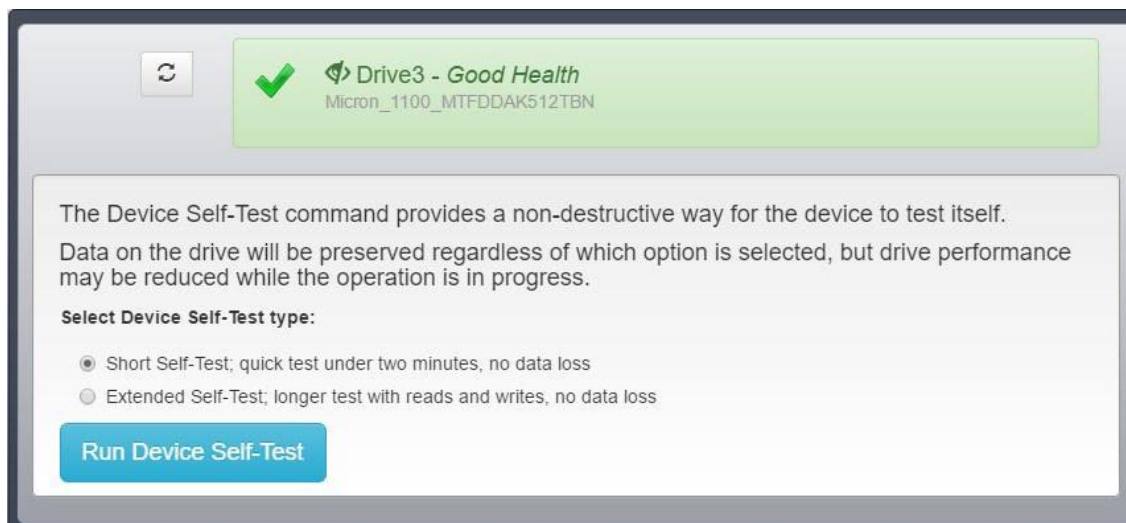 Drive3 - Good Health
Micron_1100_MTFDDAK512TBN
The Device Self-Test command provides a non-destructive way for the device to test itself.
Data on the drive will be preserved regardless of which option is selected, but drive performance
may be reduced while the operation is in progress.
Select Device Self-Test type:
Short Self-Test; quick test under two minutes, no data loss
Extended Self-Test; longer test with reads and writes, no data loss
Run Device Self-Test